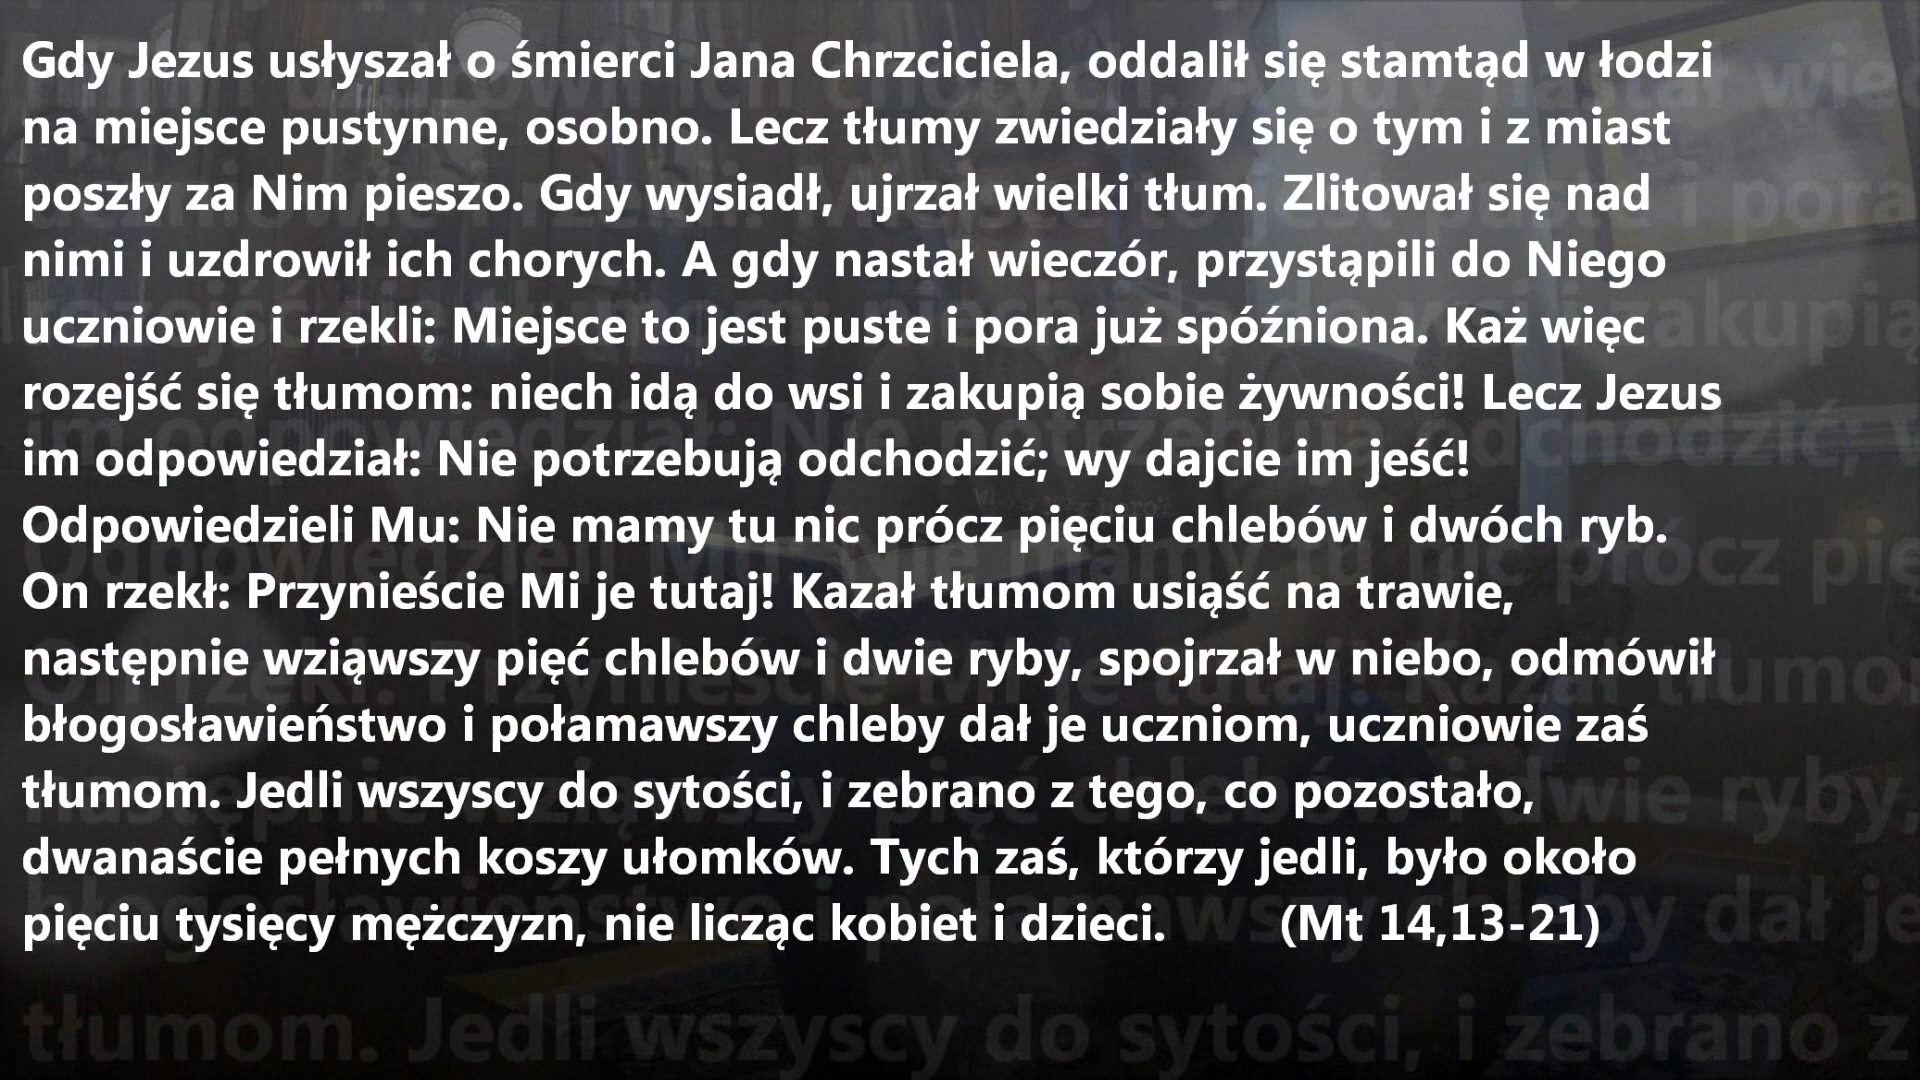 Gdy Jezus usłyszał o śmierci Jana Chrzciciela, oddalił się stamtąd w łodzi
na miejsce pustynne, osobno. Lecz tłumy zwiedziały się o tym i z miast
poszły za Nim pieszo. Gdy wysiadł, ujrzał wielki tłum. Zlitował się nad
nimi i uzdrowił ich chorych. A gdy nastał wieczór, przystąpili do Niego
uczniowie i rzekli: Miejsce to jest puste i pora już spóźniona. Każ więc
rozejść się tłumom: niech idą do wsi i zakupią sobie żywności! Lecz Jezus
im odpowiedział: Nie potrzebują odchodzić; wy dajcie im jeść!
Odpowiedzieli Mu: Nie mamy tu nic prócz pięciu chlebów i dwóch ryb.
On rzekł: Przynieście Mi je tutaj! Kazał tłumom usiąść na trawie,
następnie wziąwszy pięć chlebów i dwie ryby, spojrzał w niebo, odmówił
błogosławieństwo i połamawszy chleby dał je uczniom, uczniowie zaś
tłumom. Jedli wszyscy do sytości, i zebrano z tego, co pozostało,
dwanaście pełnych koszy ułomków. Tych zaś, którzy jedli, było około
pięciu tysięcy mężczyzn, nie licząc kobiet i dzieci. (Mt 14,13-21)
tłumom. Jedli wszyscy do sytości, i zebrano z